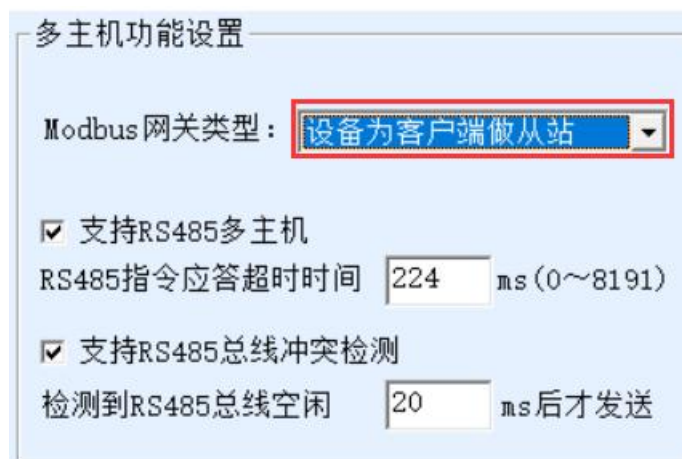 多主机功能设置
Modbus网关类型： 设备为客户端做从站
支持RS485多主机
RS485指令应答超时时间 224 ms(0～8191)
支持RS485总线冲突检测
检测到RS485总线空闲 20 ms后才发送